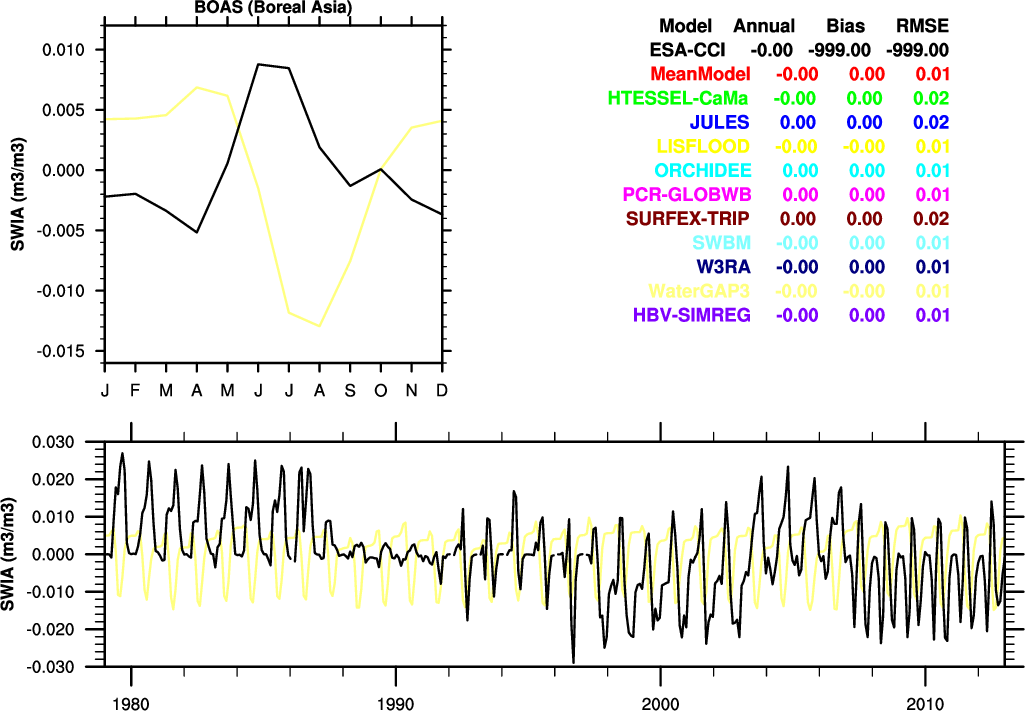 BOAS (Boreal Asia)
SWIA (m3/m3)
0.010
0.005
0.000
-0.005
-0.010
-0.015
J F M A M J J A S O N D
Model Annual Bias RMSE
ESA-CCI -0.00 -999.00 -999.00
MeanModel -0.00 0.00 0.01
HTESSEL-CaMa -0.00 0.00 0.02
JULES 0.00 0.00 0.02
LISFLOOD -0.00 -0.00 0.01
ORCHIDEE 0.00 0.00 0.01
PCR-GLOBWB 0.00 0.00 0.01
SURFEX-TRIP 0.00 0.00 0.02
SWBM -0.00 0.00 0.01
W3RA -0.00 0.00 0.01
WaterGAP3 -0.00 -0.00 0.01
HBV-SIMREG -0.00 0.00 0.01
SWIA (m3/m3)
0.030
0.020
0.010
0.000
-0.010
-0.020
-0.030
1980 1990 2000 2010